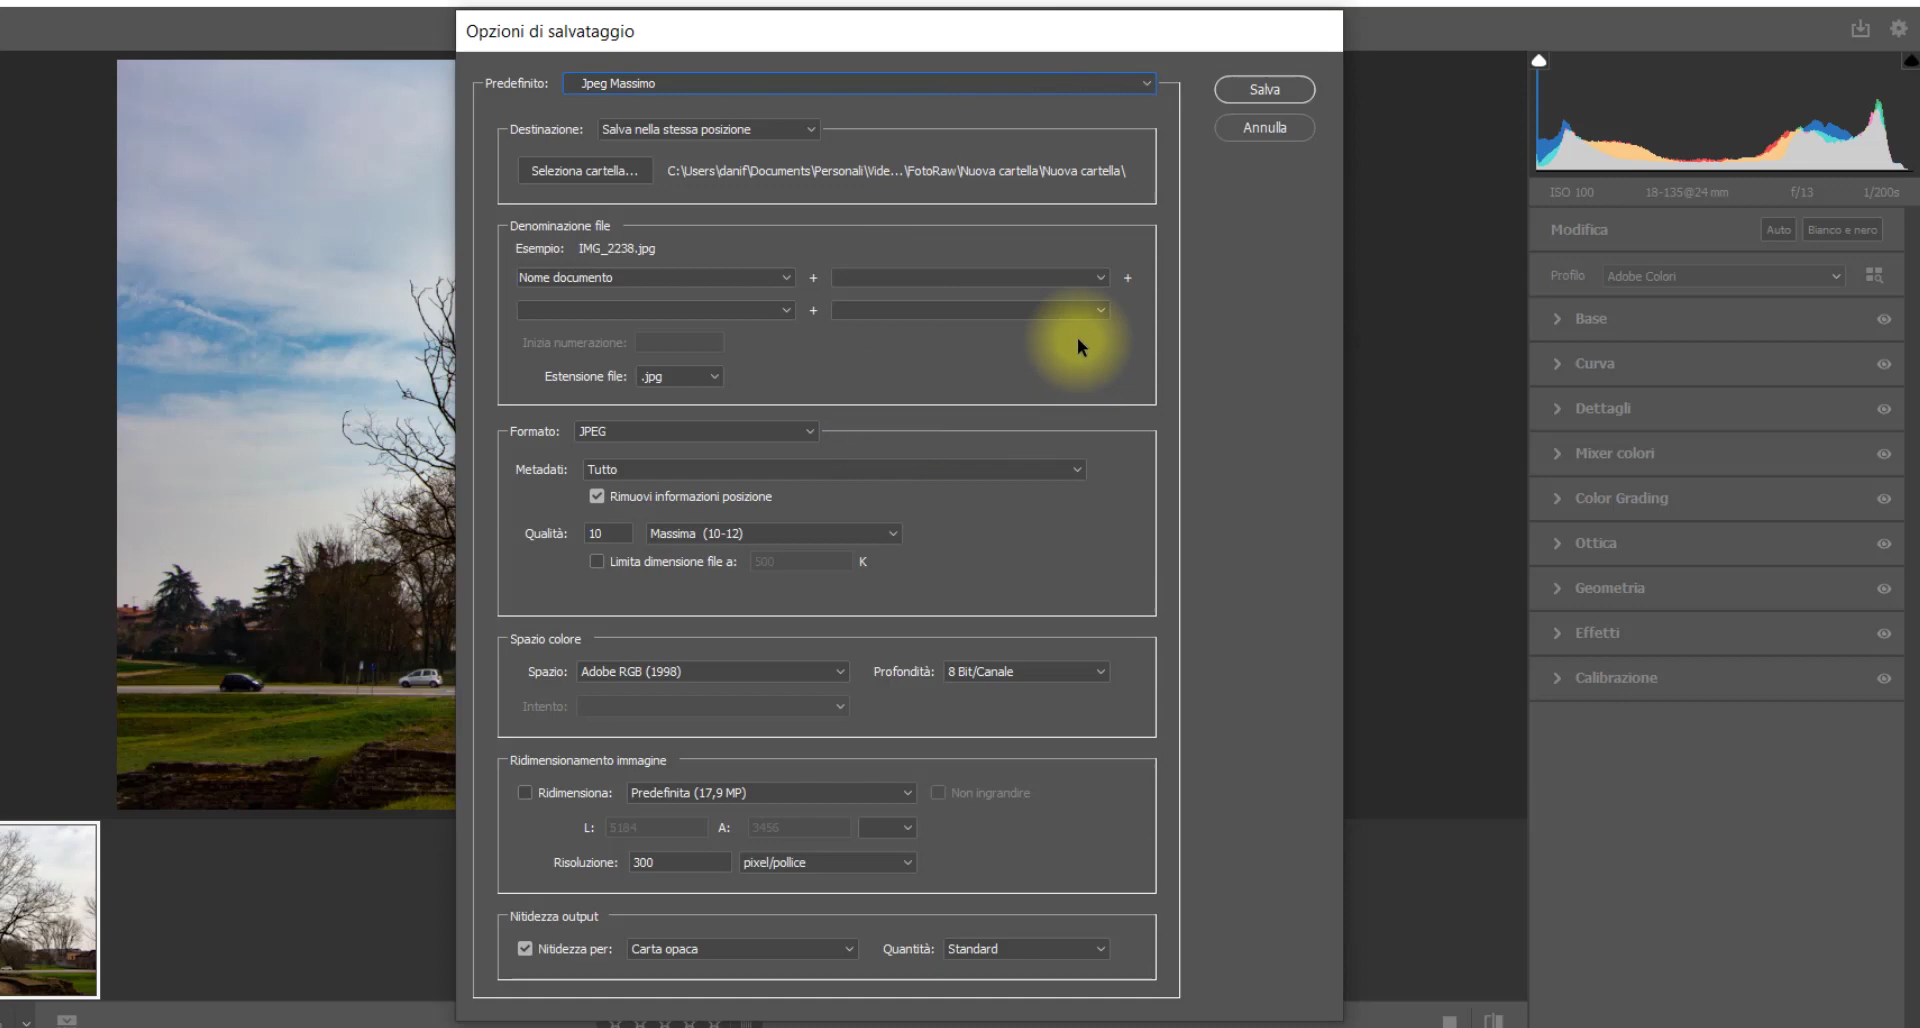 Opzioni di salvataggio
Predefinito: Jpeg Massimo
Salva
Annulla
Destinazione: Salva nella stessa posizione
Seleziona cartella... C:\Users\danif\Documents\Personali\Vide...\FotoRaw\Nuova cartella\Nuova cartella\
Denominazione file
Esempio: IMG_2238.jpg
Nome documento + +
+
Inizia numerazione:
Estensione file: .jpg
Formato: JPEG
Metadati: Tutto
Rimuovi informazioni posizione
Qualità: 10 Massima (10-12)
Limita dimensione file a: 500 K
Spazio colore
Spazio: Adobe RGB (1998) Profondità: 8 Bit/Canale
Intento:
Ridimensionamento immagine
Ridimensiona: Predefinita (17,9 MP) Non ingrandire
L: 5184 A: 3456
Risoluzione: 300 pixel/pollice
Nitidezza output
Nitidezza per: Carta opaca Quantità: Standard
ISO 100 18-135@24 mm f/13 1/200s
Modifica Auto Bianco e nero
Profilo Adobe Colori
Base
Curva
Dettagli
Mixer colori
Color Grading
Ottica
Geometria
Effetti
Calibrazione